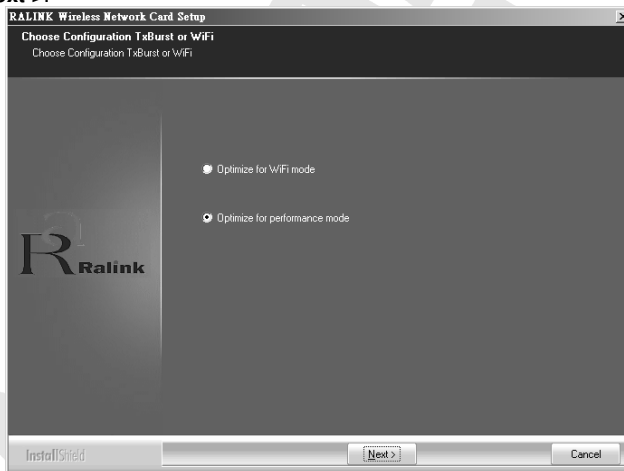 xt >.
RALINK Wireless Network Card Setup
Choose Configuration TxBurst or WiFi
Choose Configuration TxBurst or WiFi
Optimize for WiFi mode
Optimize for performance mode
R
Ralink
InstallShield
Next >
Cancel